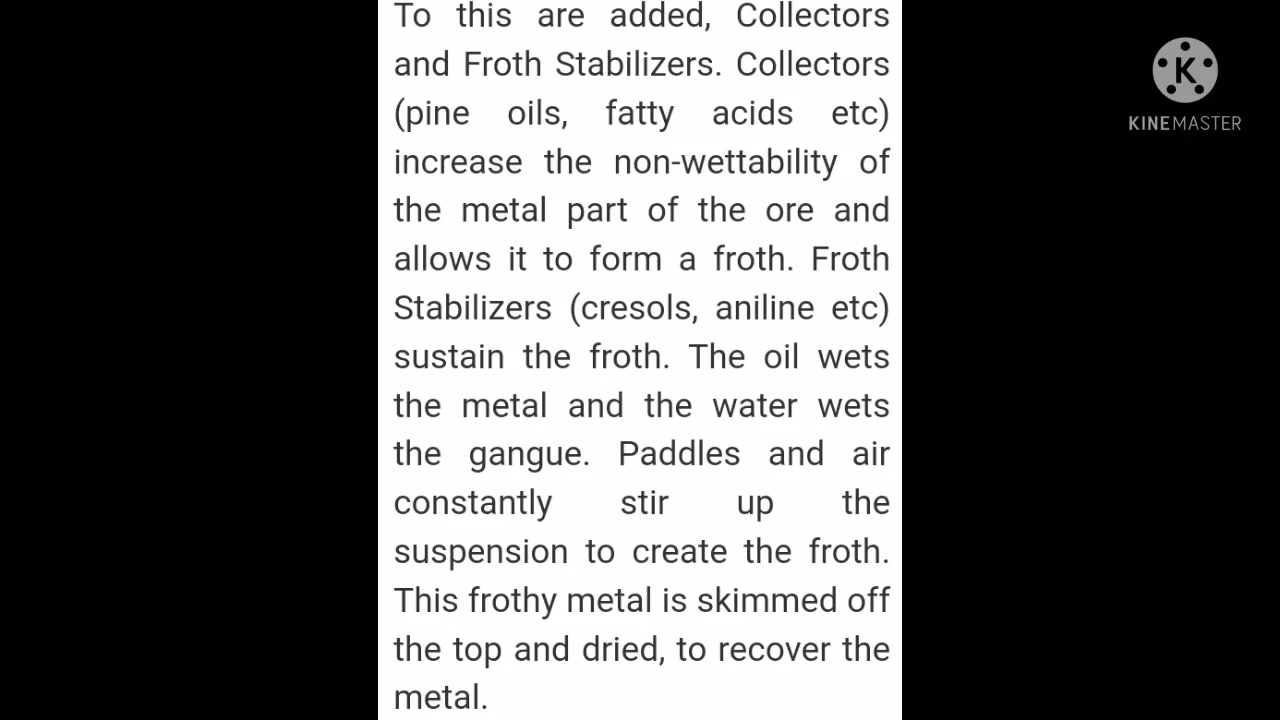 To this are added, Collectors
and Froth Stabilizers. Collectors
(pine oils, fatty acids etc)
increase the non-wettability of
the metal part of the ore and
allows it to form a froth. Froth
Stabilizers (cresols, aniline etc)
sustain the froth. The oil wets
the metal and the water wets
the gangue. Paddles and air
constantly stir up the
suspension to create the froth.
This frothy metal is skimmed off
the top and dried, to recover the
metal.
K
KINEMASTER